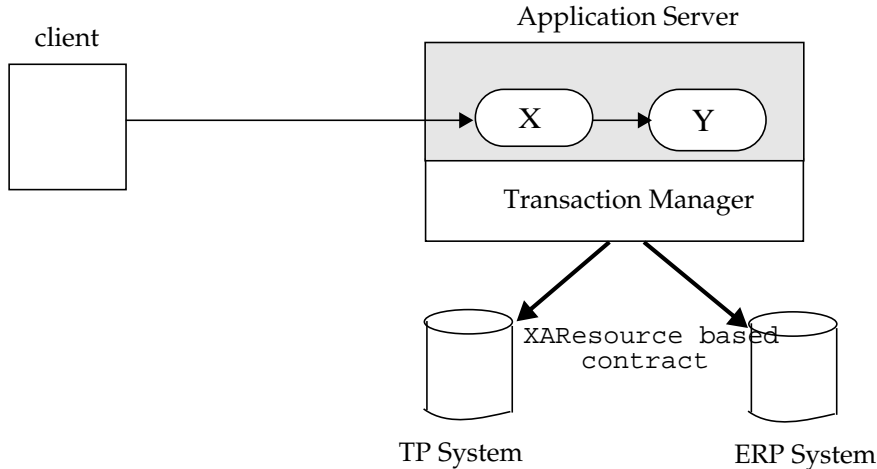 Application Server
client
X
Y
Transaction Manager
XAResource based
contract
TP System
ERP System